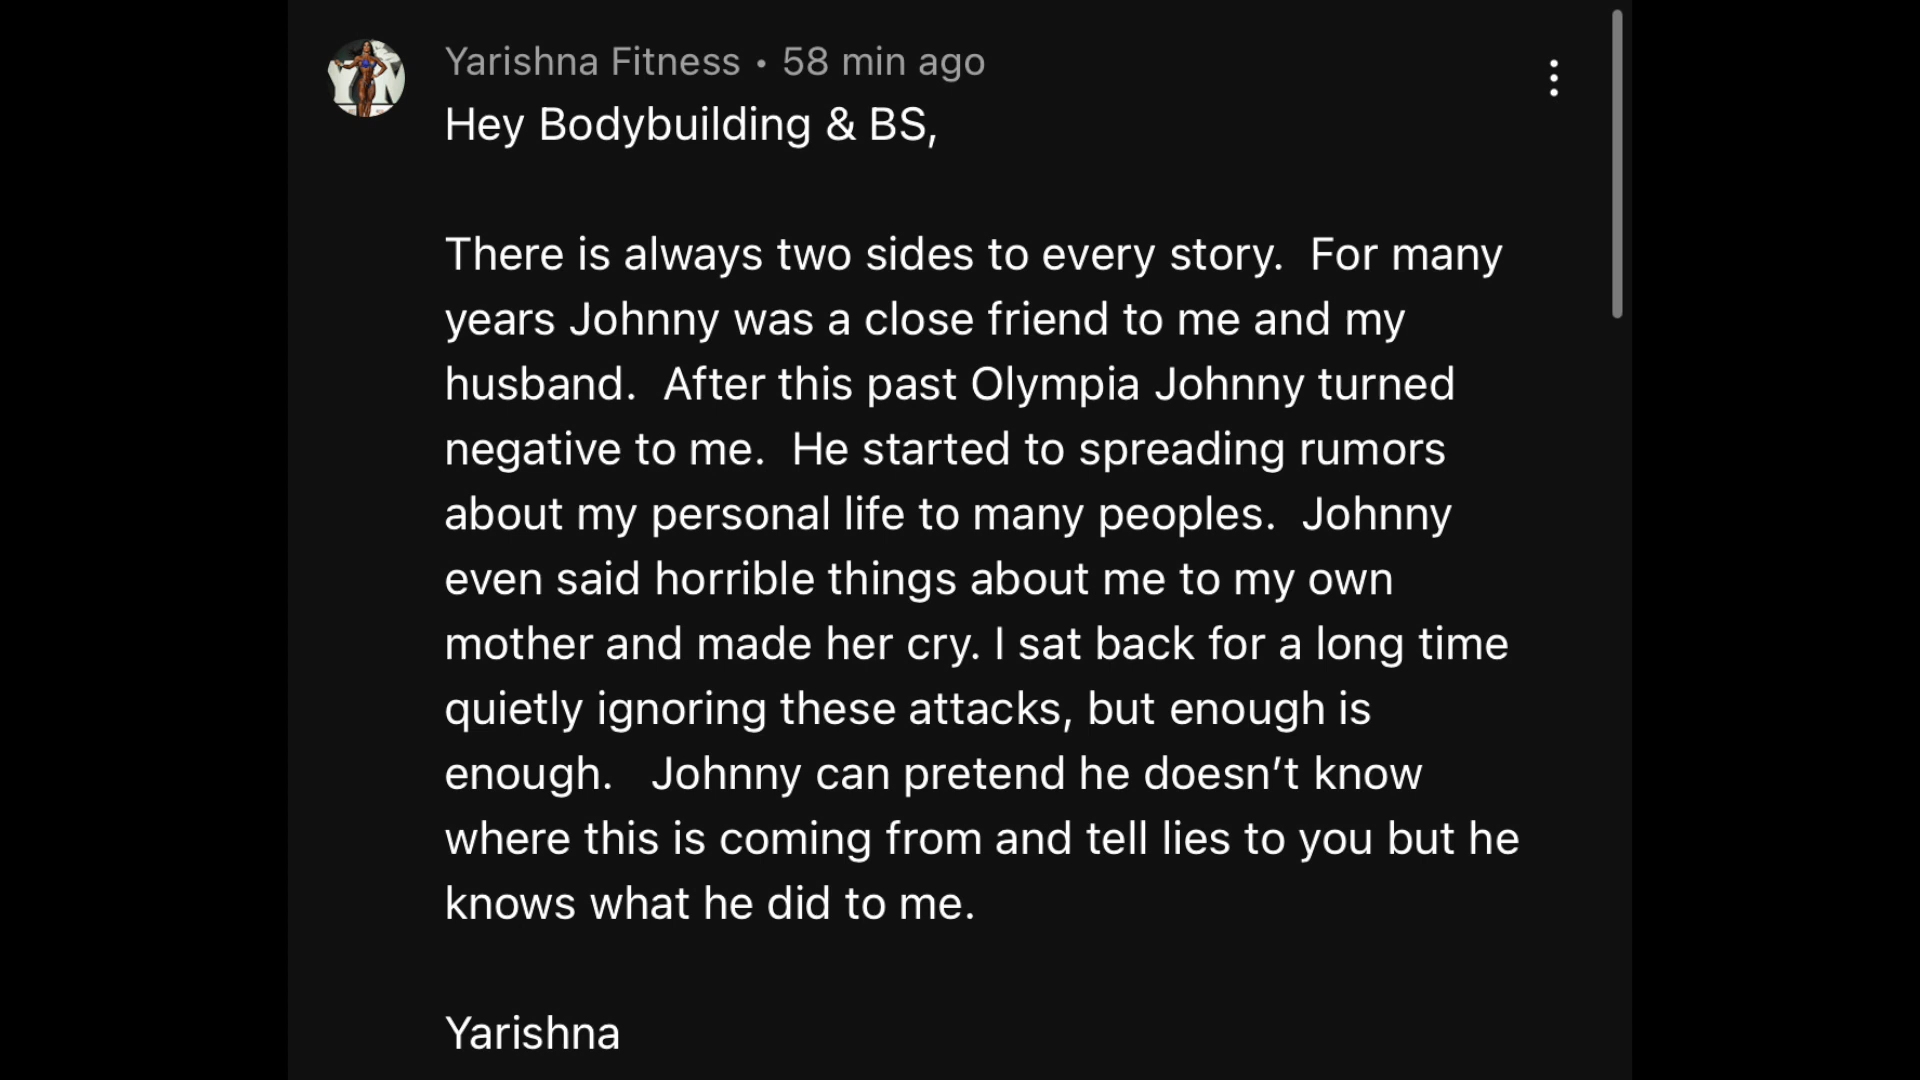 Yarishna Fitness • 58 min ago
Hey Bodybuilding & BS,
There is always two sides to every story.  For many
years Johnny was a close friend to me and my
husband.  After this past Olympia Johnny turned
negative to me.  He started to spreading rumors
about my personal life to many peoples.  Johnny
even said horrible things about me to my own
mother and made her cry. I sat back for a long time
quietly ignoring these attacks, but enough is
enough.   Johnny can pretend he doesn’t know
where this is coming from and tell lies to you but he
knows what he did to me.
Yarishna